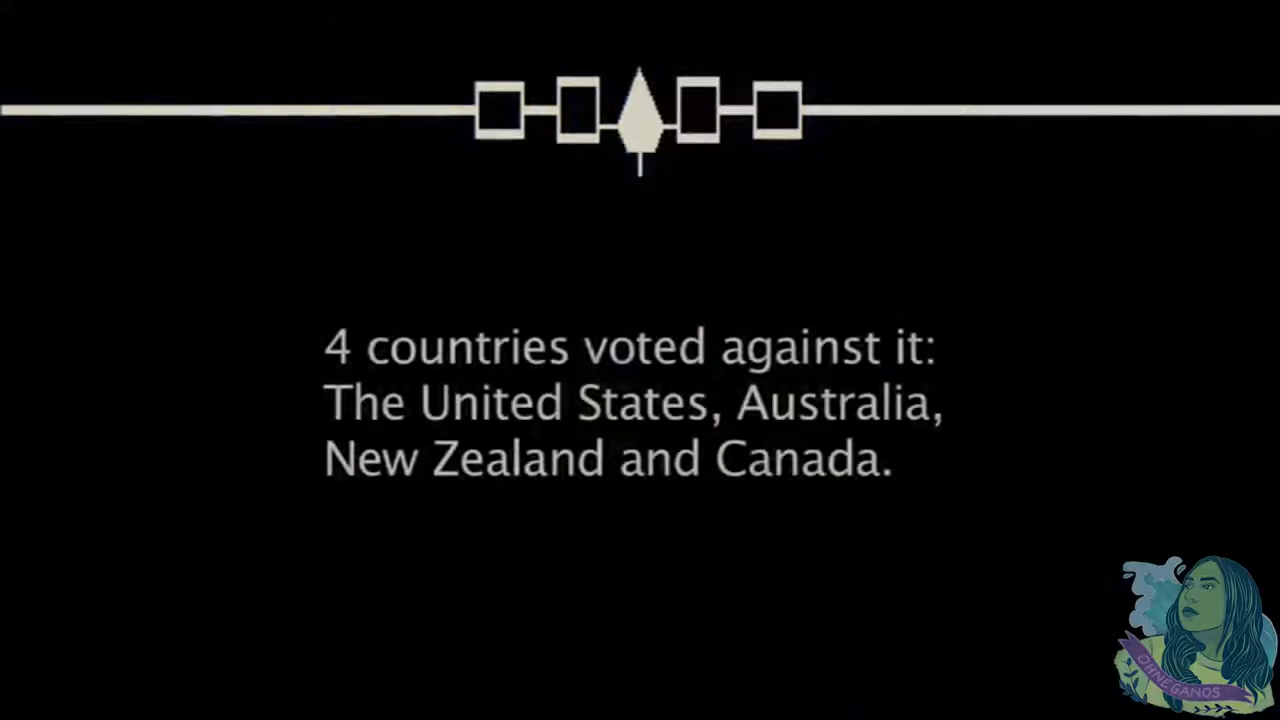 4 countries voted against it:
The United States, Australia,
New Zealand and Canada.
OHNEGANOS